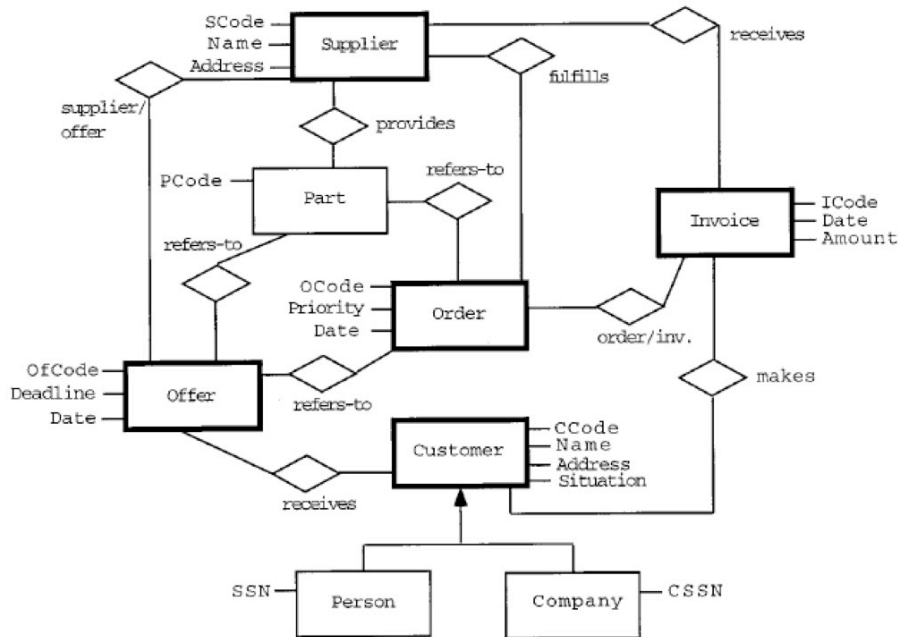 SCode
Name
Address
Supplier
receives
fulfills
supplier/
offer
provides
PCode
Part
refers-to
Invoice
ICode
Date
Amount
refers-to
OCode
Priority
Date
Order
order/inv.
OfCode
Deadline
Date
Offer
refers-to
makes
Customer
CCode
Name
Address
Situation
receives
SSN
Person
Company
CSSN